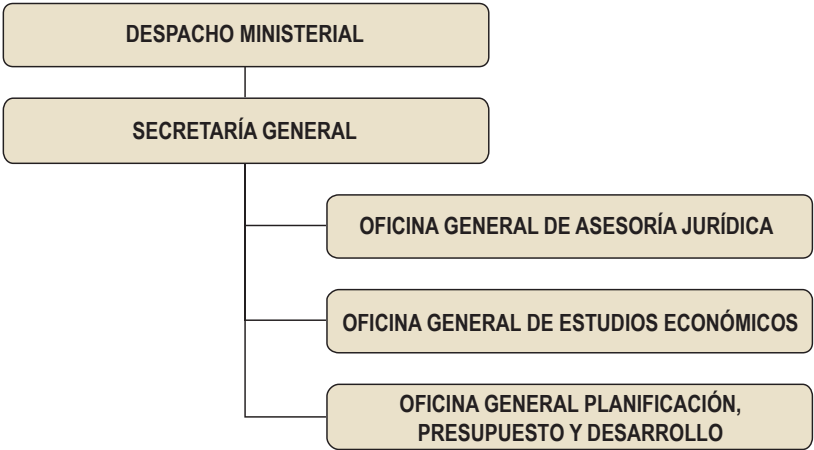 DESPACHO MINISTERIAL
SECRETARÍA GENERAL
OFICINA GENERAL DE ASESORÍA JURÍDICA
OFICINA GENERAL DE ESTUDIOS ECONÓMICOS
OFICINA GENERAL PLANIFICACIÓN,
PRESUPUESTO Y DESARROLLO